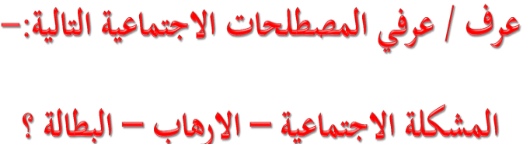 عرف / عرفي المصطلحات الاجتماعية التالية:–
المشكلة الاجتماعية – الارهاب – البطالة ؟